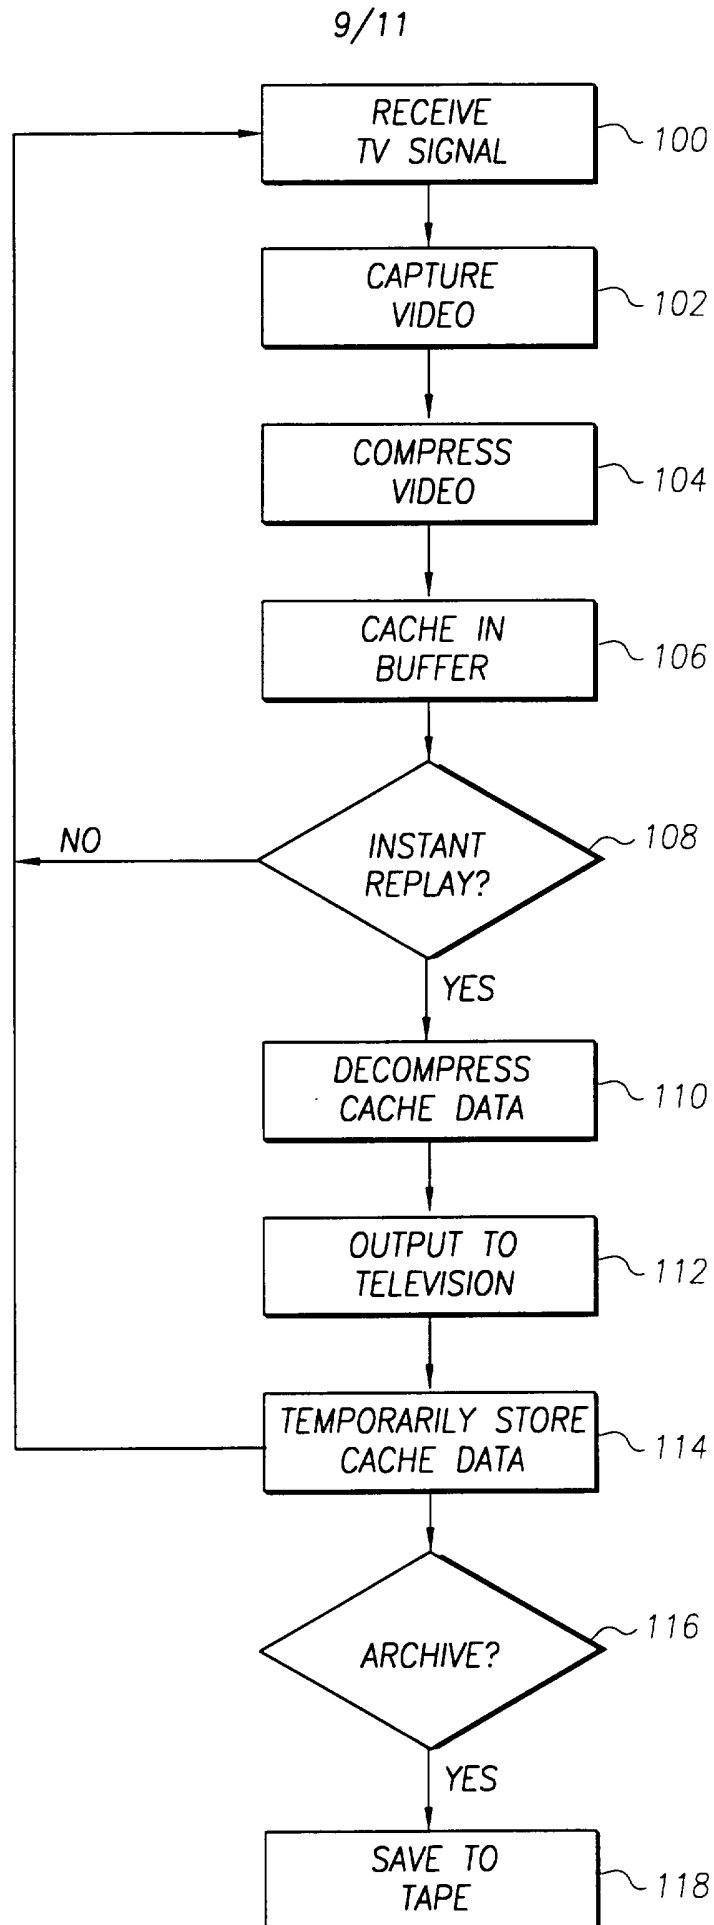 9/11
RECEIVE
TV SIGNAL
100
CAPTURE
VIDEO
102
COMPRESS
VIDEO
104
CACHE IN
BUFFER
106
INSTANT
REPLAY?
108
NO
YES
DECOMPRESS
CACHE DATA
110
OUTPUT TO
TELEVISION
112
TEMPORARILY STORE
CACHE DATA
114
ARCHIVE?
116
YES
SAVE TO
TAPE
118